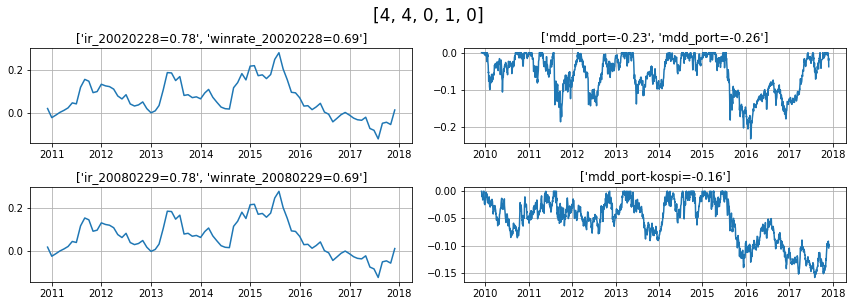 [4, 4, 0, 1, 0]
['ir_20020228=0.78', 'winrate_20020228=0.69']
0.2
0.0
2011 2012 2013 2014 2015 2016 2017 2018
['mdd_port=-0.23', 'mdd_port=-0.26']
0.0
−0.1
−0.2
2010 2011 2012 2013 2014 2015 2016 2017 2018
['ir_20080229=0.78', 'winrate_20080229=0.69']
0.2
0.0
2011 2012 2013 2014 2015 2016 2017 2018
['mdd_port-kospi=-0.16']
0.00
−0.05
−0.10
−0.15
2010 2011 2012 2013 2014 2015 2016 2017 2018